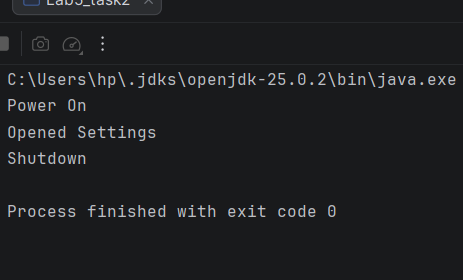 Lab5_task2
C:\Users\hp\.jdks\openjdk-25.0.2\bin\java.exe
Power On
Opened Settings
Shutdown
Process finished with exit code 0